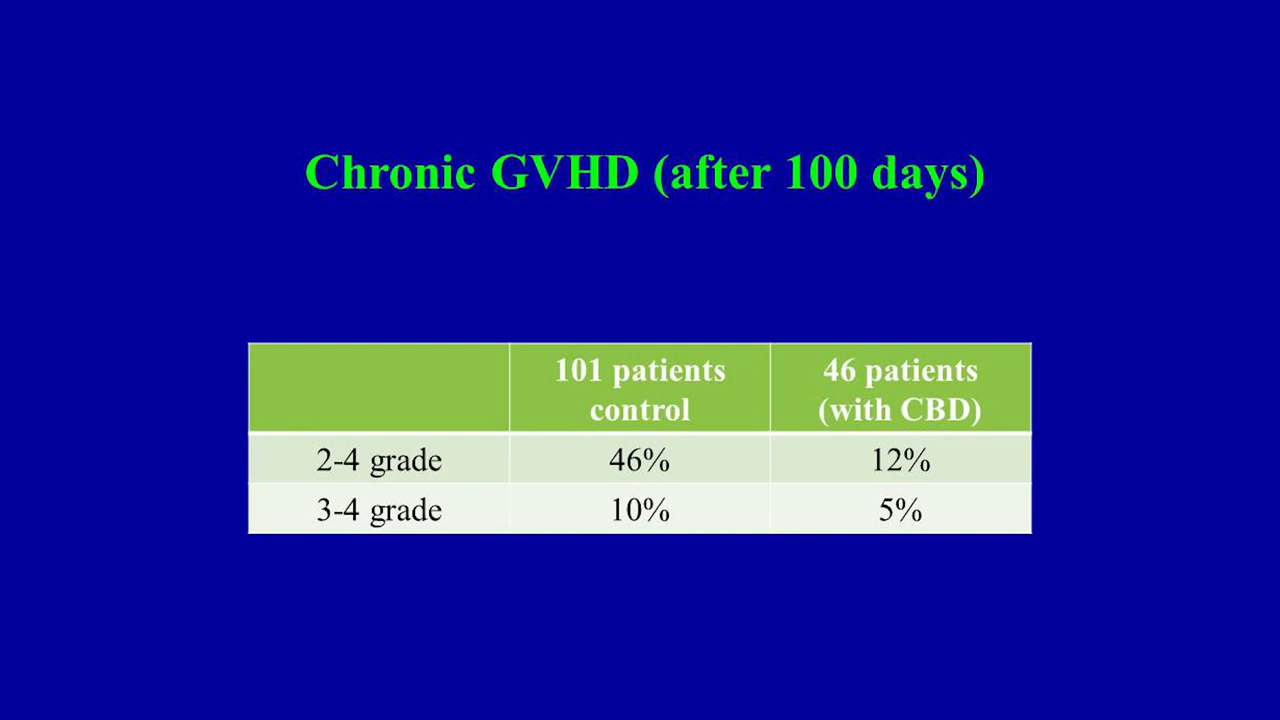 Chronic GVHD (after 100 days)
101 patients control 46 patients (with CBD)
2-4 grade 46% 12%
3-4 grade 10% 5%